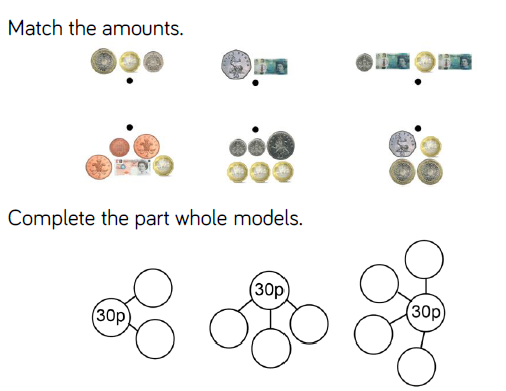 Match the amounts.
Complete the part whole models.
30p
30p
30p